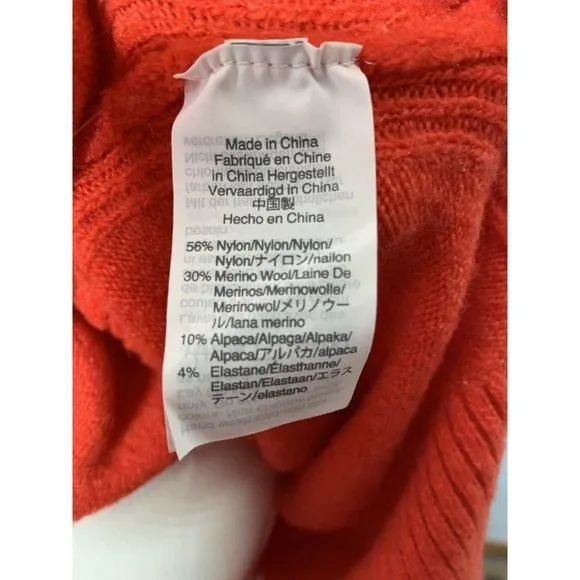 Made in China
Fabriqué en Chine
in China Hergestellt
Vervaardigd in China
中国製
Hecho en China
56% Nylon/Nylon/Nylon/
Nylon/ナイロン/nailon
30% Merino Wool/Laine De
Merinos/Merinowolle/
Merinowol/メリノウー
ル/lana merino
10% Alpaca/Alpaga/Alpaka/
Alpaca/アルパカ/alpaca
4% Elastane/Élasthanne/
Elastan/Elastaan/エラス
テーン/elastano